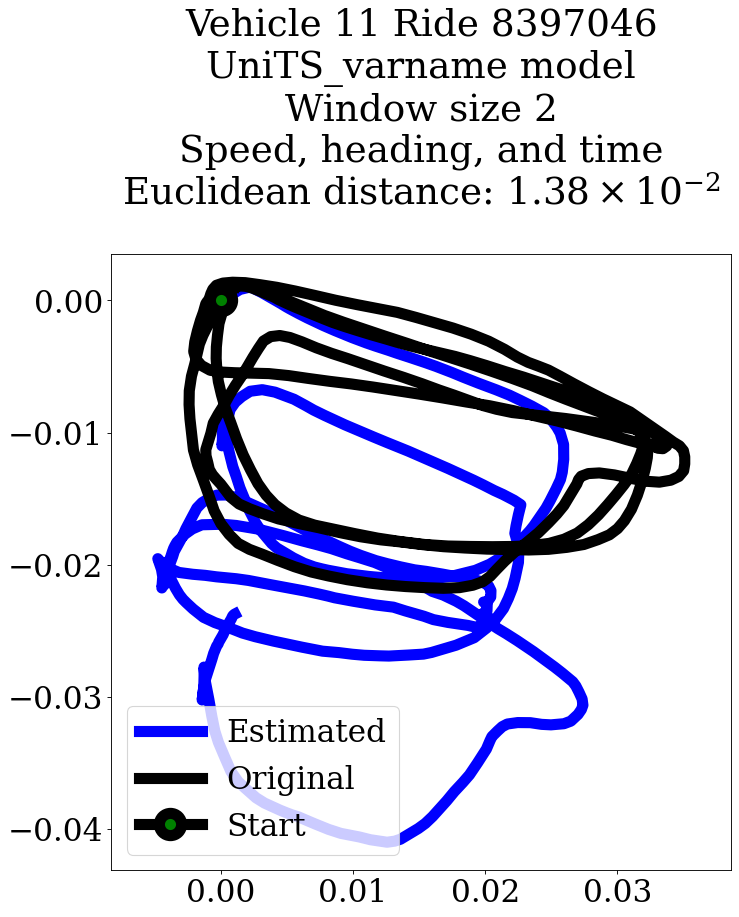 Vehicle 11 Ride 8397046
UniTS_varname model
Window size 2
Speed, heading, and time
Euclidean distance: 1.38 × 10⁻²
0.00
−0.01
−0.02
−0.03
−0.04
Estimated
Original
Start
0.00 0.01 0.02 0.03